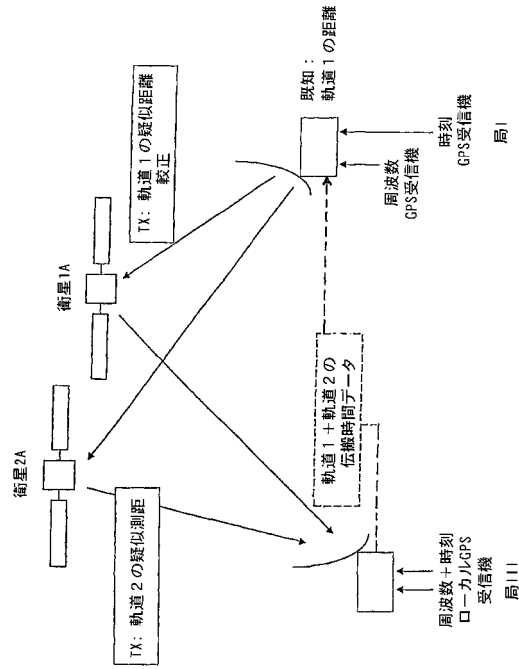 衛星2A
衛星1A
TX: 軌道1の疑似距離
較正
TX: 軌道2の疑似測距
既知:
軌道1の距離
軌道1+軌道2の
伝搬時間データ
周波数+時刻
ローカルGPS
受信機
局III
周波数
GPS受信機
時刻
GPS受信機
局I